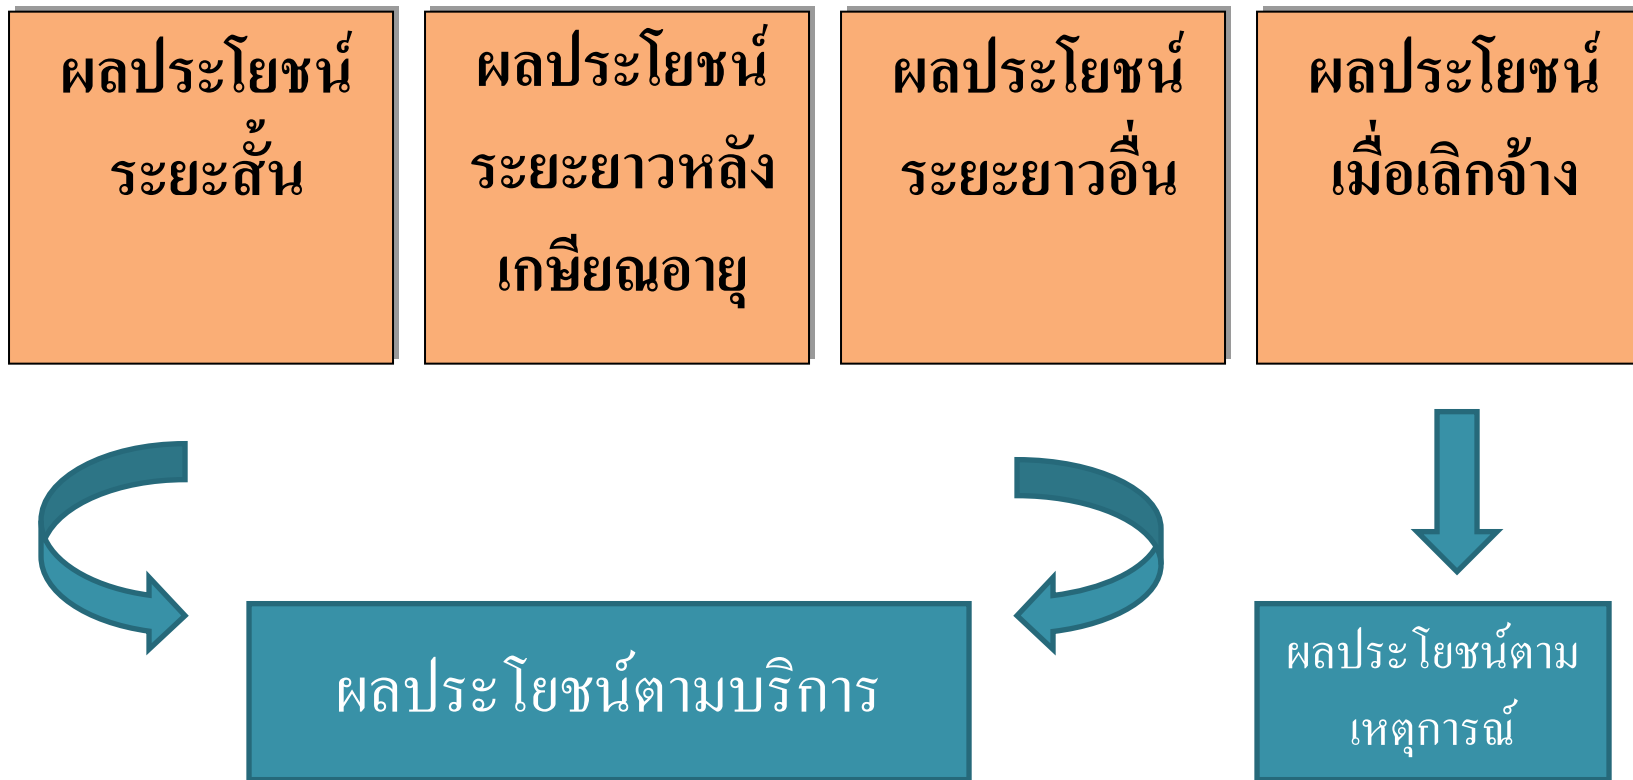 ผลประโยชน์
ระยะสั้น
ผลประโยชน์
ระยะยาวหลัง
เกษียณอายุ
ผลประโยชน์
ระยะยาวอื่น
ผลประโยชน์
เมื่อเลิกจ้าง
ผลประโยชน์ตามบริการ
ผลประโยชน์ตาม
เหตุการณ์